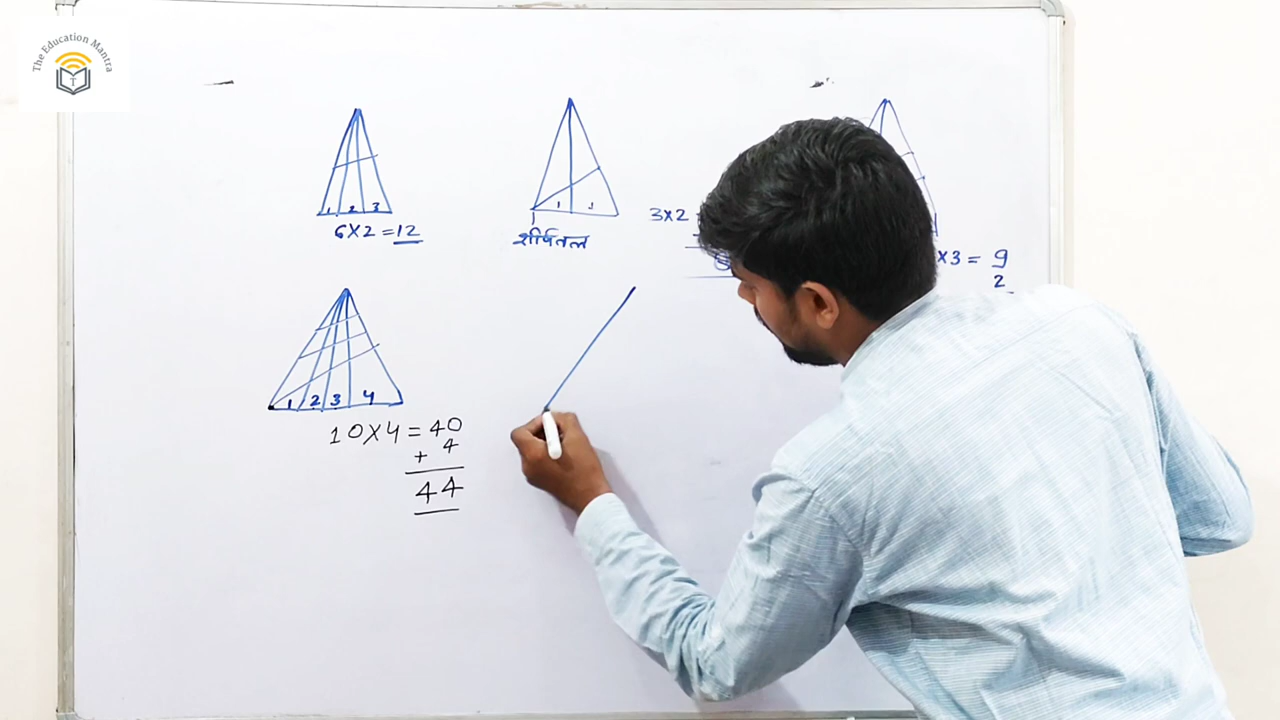 The Education Mantra
T
1 2 3
6X2=12
1 1
शीर्षतल
3X2
X3= 9
2
1 2 3 4
10X4=40
+ 4
44